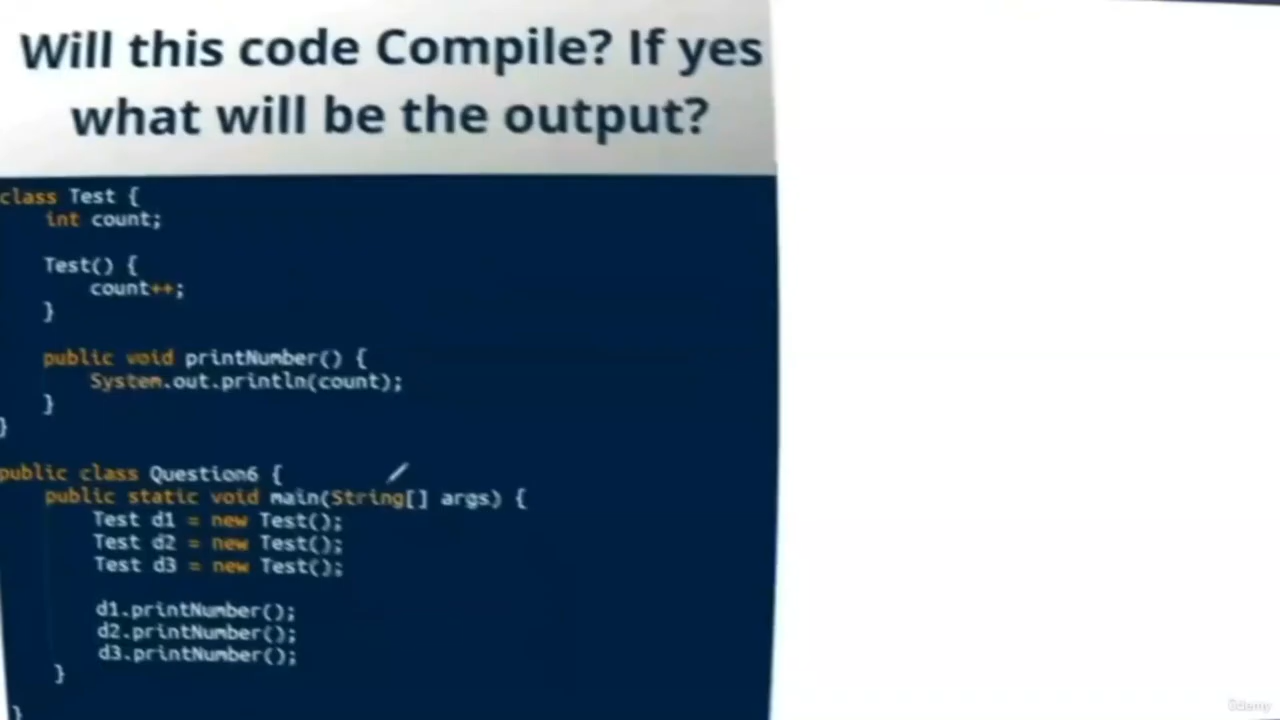 Will this code Compile? If yes
what will be the output?
class Test {
int count;
Test() {
count++;
}
public void printNumber() {
System.out.println(count);
}
}
public class Question6 {
public static void main(String[] args) {
Test d1 = new Test();
Test d2 = new Test();
Test d3 = new Test();
d1.printNumber();
d2.printNumber();
d3.printNumber();
}
}
Udemy